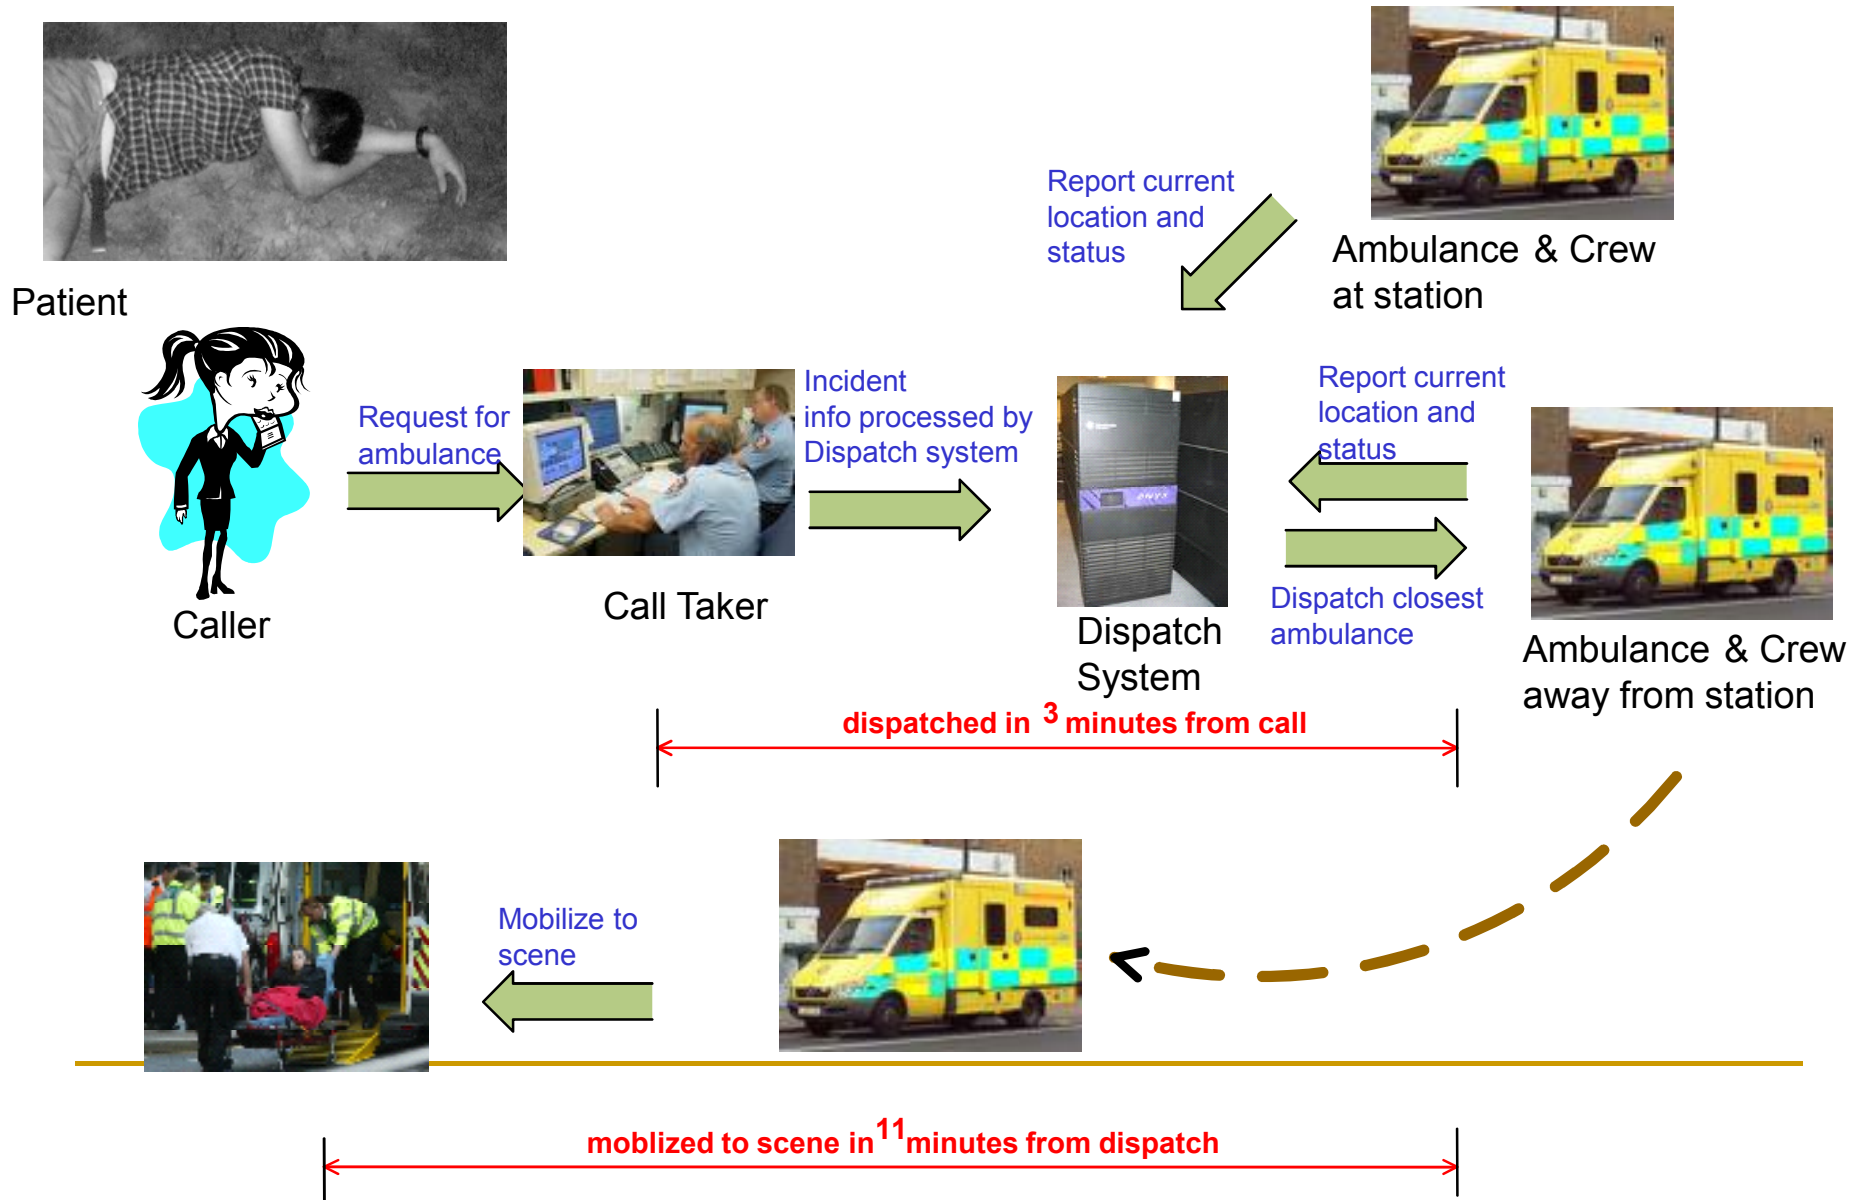 Patient
Caller
Request for
ambulance
Call Taker
Incident
info processed by
Dispatch system
Report current
location and
status
Ambulance & Crew
at station
Dispatch
System
Report current
location and
status
Dispatch closest
ambulance
Ambulance & Crew
away from station
dispatched in 3 minutes from call
Mobilize to
scene
moblized to scene in 11 minutes from dispatch